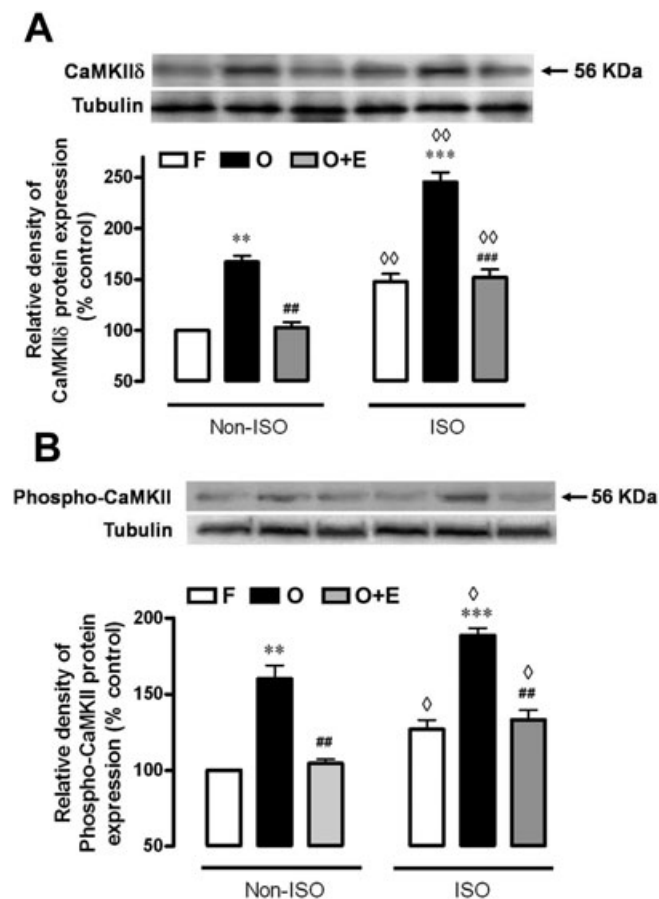 A
CaMKIIδ
← 56 KDa
Tubulin
F O O+E
Relative density of
CaMKIIδ protein expression
(% control)
250
200
150
100
50
**
##
◊◊
◊◊
***
◊◊
###
Non-ISO
ISO
B
Phospho-CaMKII
← 56 KDa
Tubulin
F O O+E
Relative density of
Phospho-CaMKII protein
expression (% control)
200
150
100
50
**
##
◊
◊
***
◊
##
Non-ISO
ISO